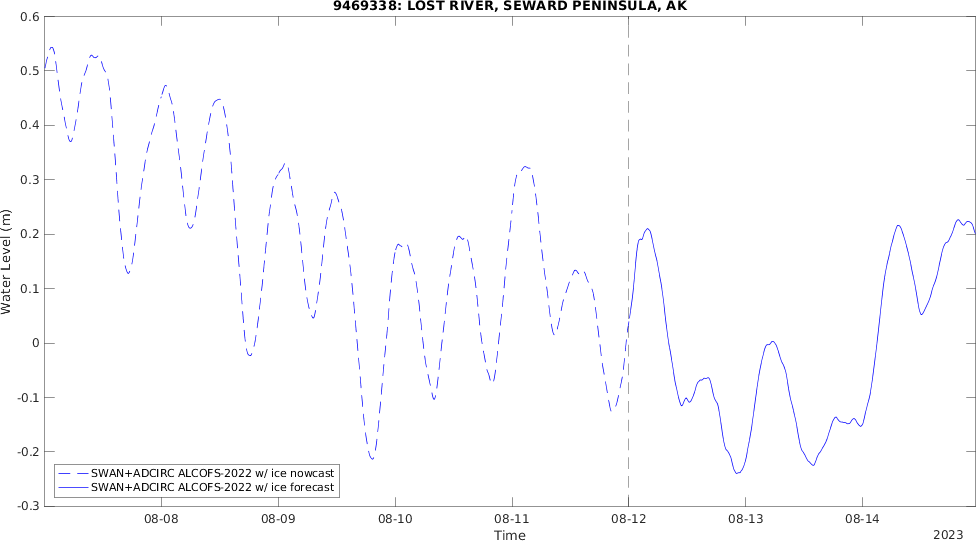 9469338: LOST RIVER, SEWARD PENINSULA, AK
0.6
0.5
0.4
0.3
0.2
0.1
0
-0.1
-0.2
-0.3
Water Level (m)
SWAN+ADCIRC ALCOFS-2022 w/ ice nowcast
SWAN+ADCIRC ALCOFS-2022 w/ ice forecast
08-08 08-09 08-10 08-11 08-12 08-13 08-14
Time
2023